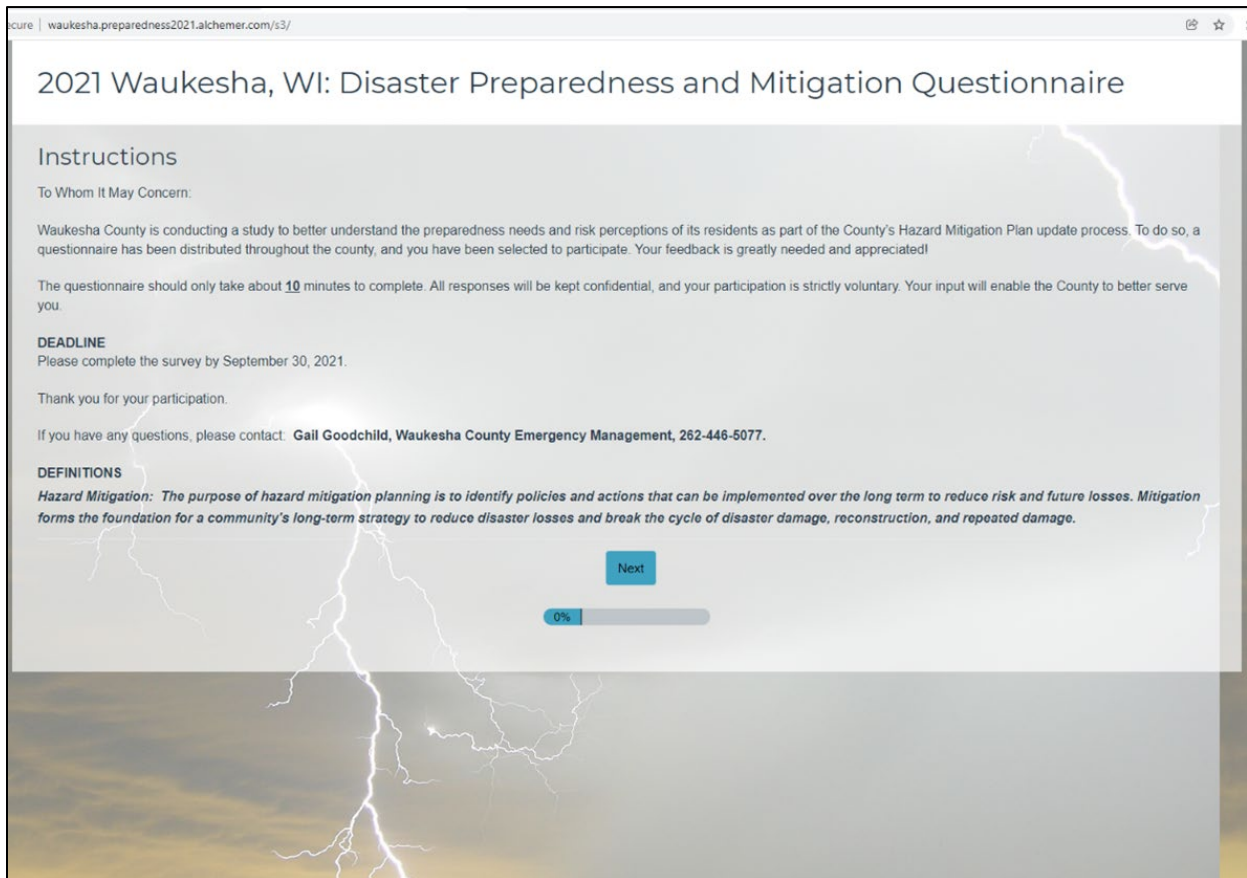 ecure | waukesha.preparedness2021.alchemer.com/s3/
2021 Waukesha, WI: Disaster Preparedness and Mitigation Questionnaire
Instructions
To Whom It May Concern:
Waukesha County is conducting a study to better understand the preparedness needs and risk perceptions of its residents as part of the County's Hazard Mitigation Plan update process. To do so, a
questionnaire has been distributed throughout the county, and you have been selected to participate. Your feedback is greatly needed and appreciated!
The questionnaire should only take about 10 minutes to complete. All responses will be kept confidential, and your participation is strictly voluntary. Your input will enable the County to better serve
you.
DEADLINE
Please complete the survey by September 30, 2021.
Thank you for your participation.
If you have any questions, please contact: Gail Goodchild, Waukesha County Emergency Management, 262-446-5077.
DEFINITIONS
Hazard Mitigation: The purpose of hazard mitigation planning is to identify policies and actions that can be implemented over the long term to reduce risk and future losses. Mitigation
forms the foundation for a community's long-term strategy to reduce disaster losses and break the cycle of disaster damage, reconstruction, and repeated damage.
Next
0%